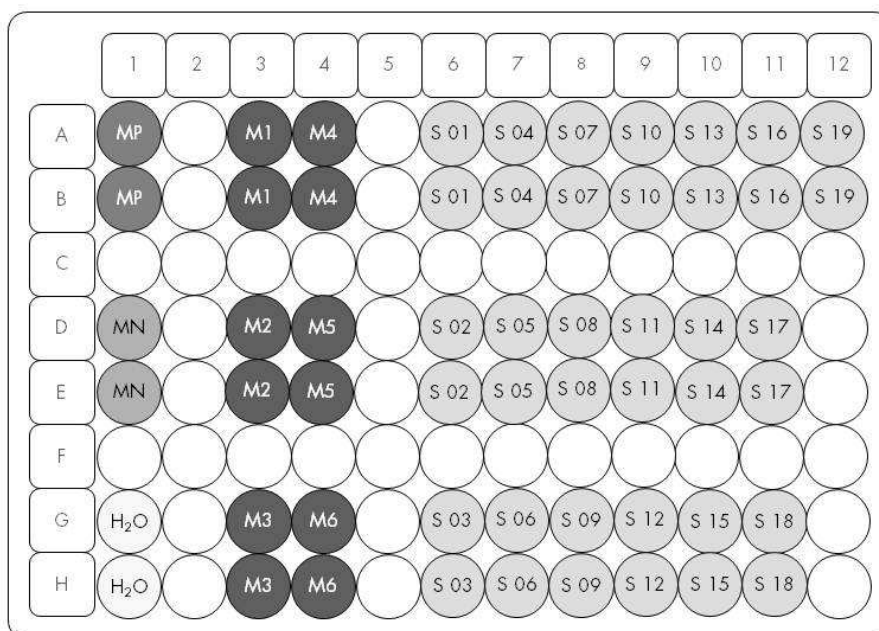 1 2 3 4 5 6 7 8 9 10 11 12
A MP M1 M4 S 01 S 04 S 07 S 10 S 13 S 16 S 19
B MP M1 M4 S 01 S 04 S 07 S 10 S 13 S 16 S 19
C
D MN M2 M5 S 02 S 05 S 08 S 11 S 14 S 17
E MN M2 M5 S 02 S 05 S 08 S 11 S 14 S 17
F
G H₂O M3 M6 S 03 S 06 S 09 S 12 S 15 S 18
H H₂O M3 M6 S 03 S 06 S 09 S 12 S 15 S 18